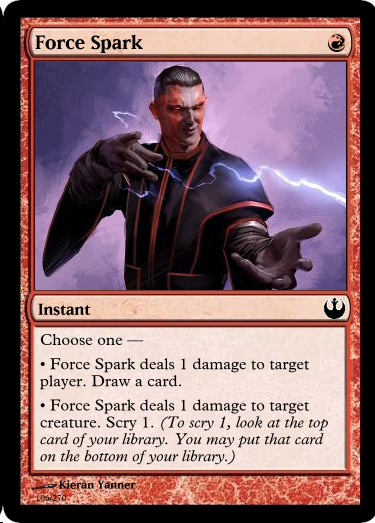 Force Spark
Instant
Choose one —
• Force Spark deals 1 damage to target
player. Draw a card.
• Force Spark deals 1 damage to target
creature. Scry 1. (To scry 1, look at the top
card of your library. You may put that card
on the bottom of your library.)
Kieran Yanner
106/270